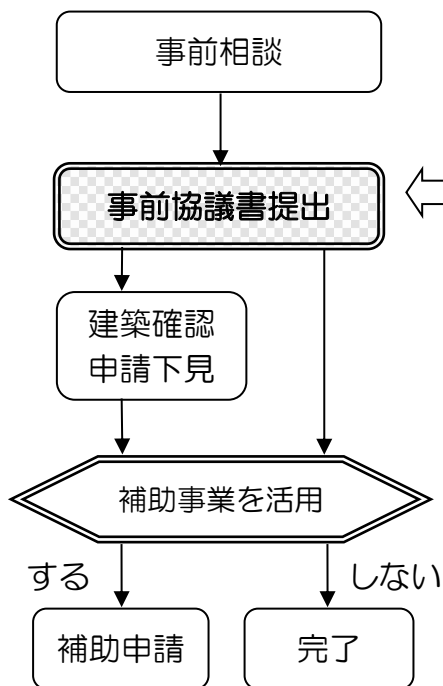 事前相談
事前協議書提出
建築確認
申請下見
補助事業を活用
する
しない
補助申請
完了